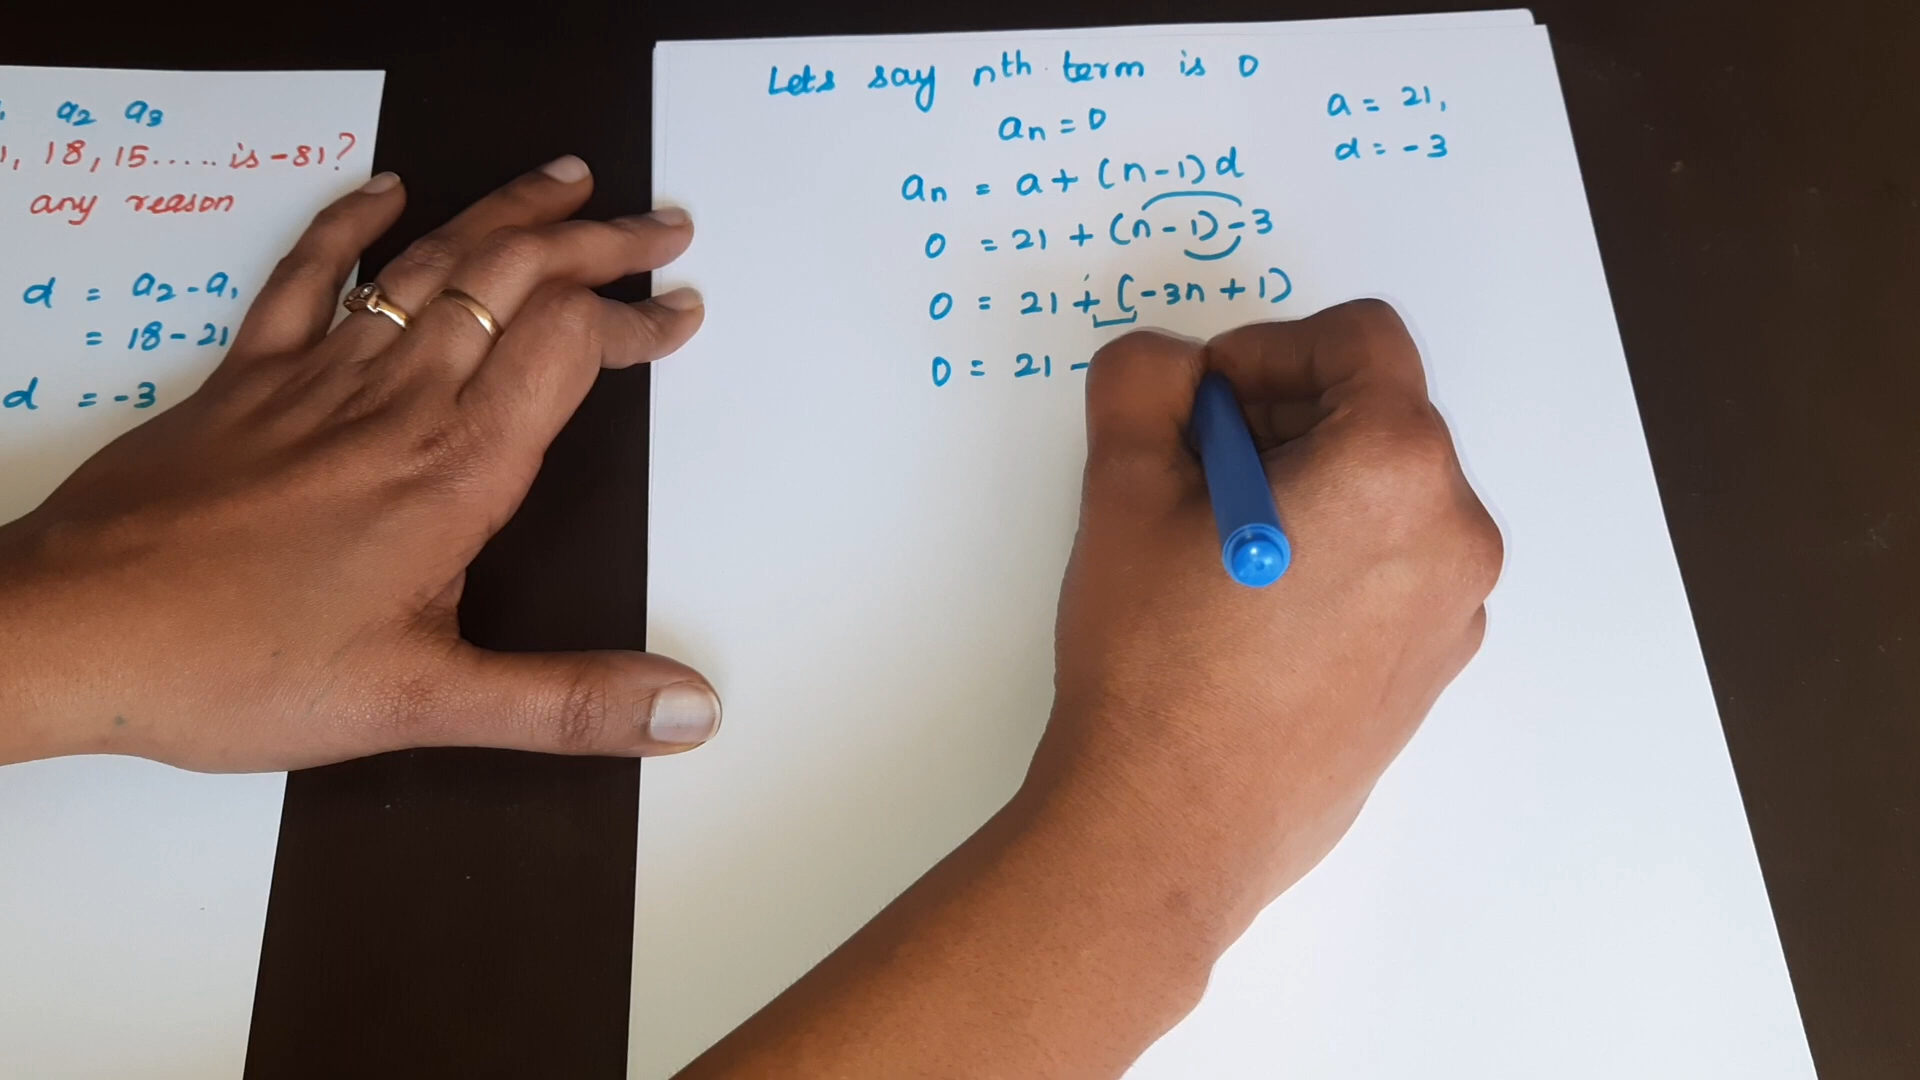 a2 a3
1, 18, 15..... is -81?
any reason
d = a2 - a1
= 18 - 21
d = -3
Lets say nth term is 0
an = 0
a = 21,
d = -3
an = a + (n-1) d
0 = 21 + (n-1) -3
0 = 21 + (-3n + 1)
0 = 21 -